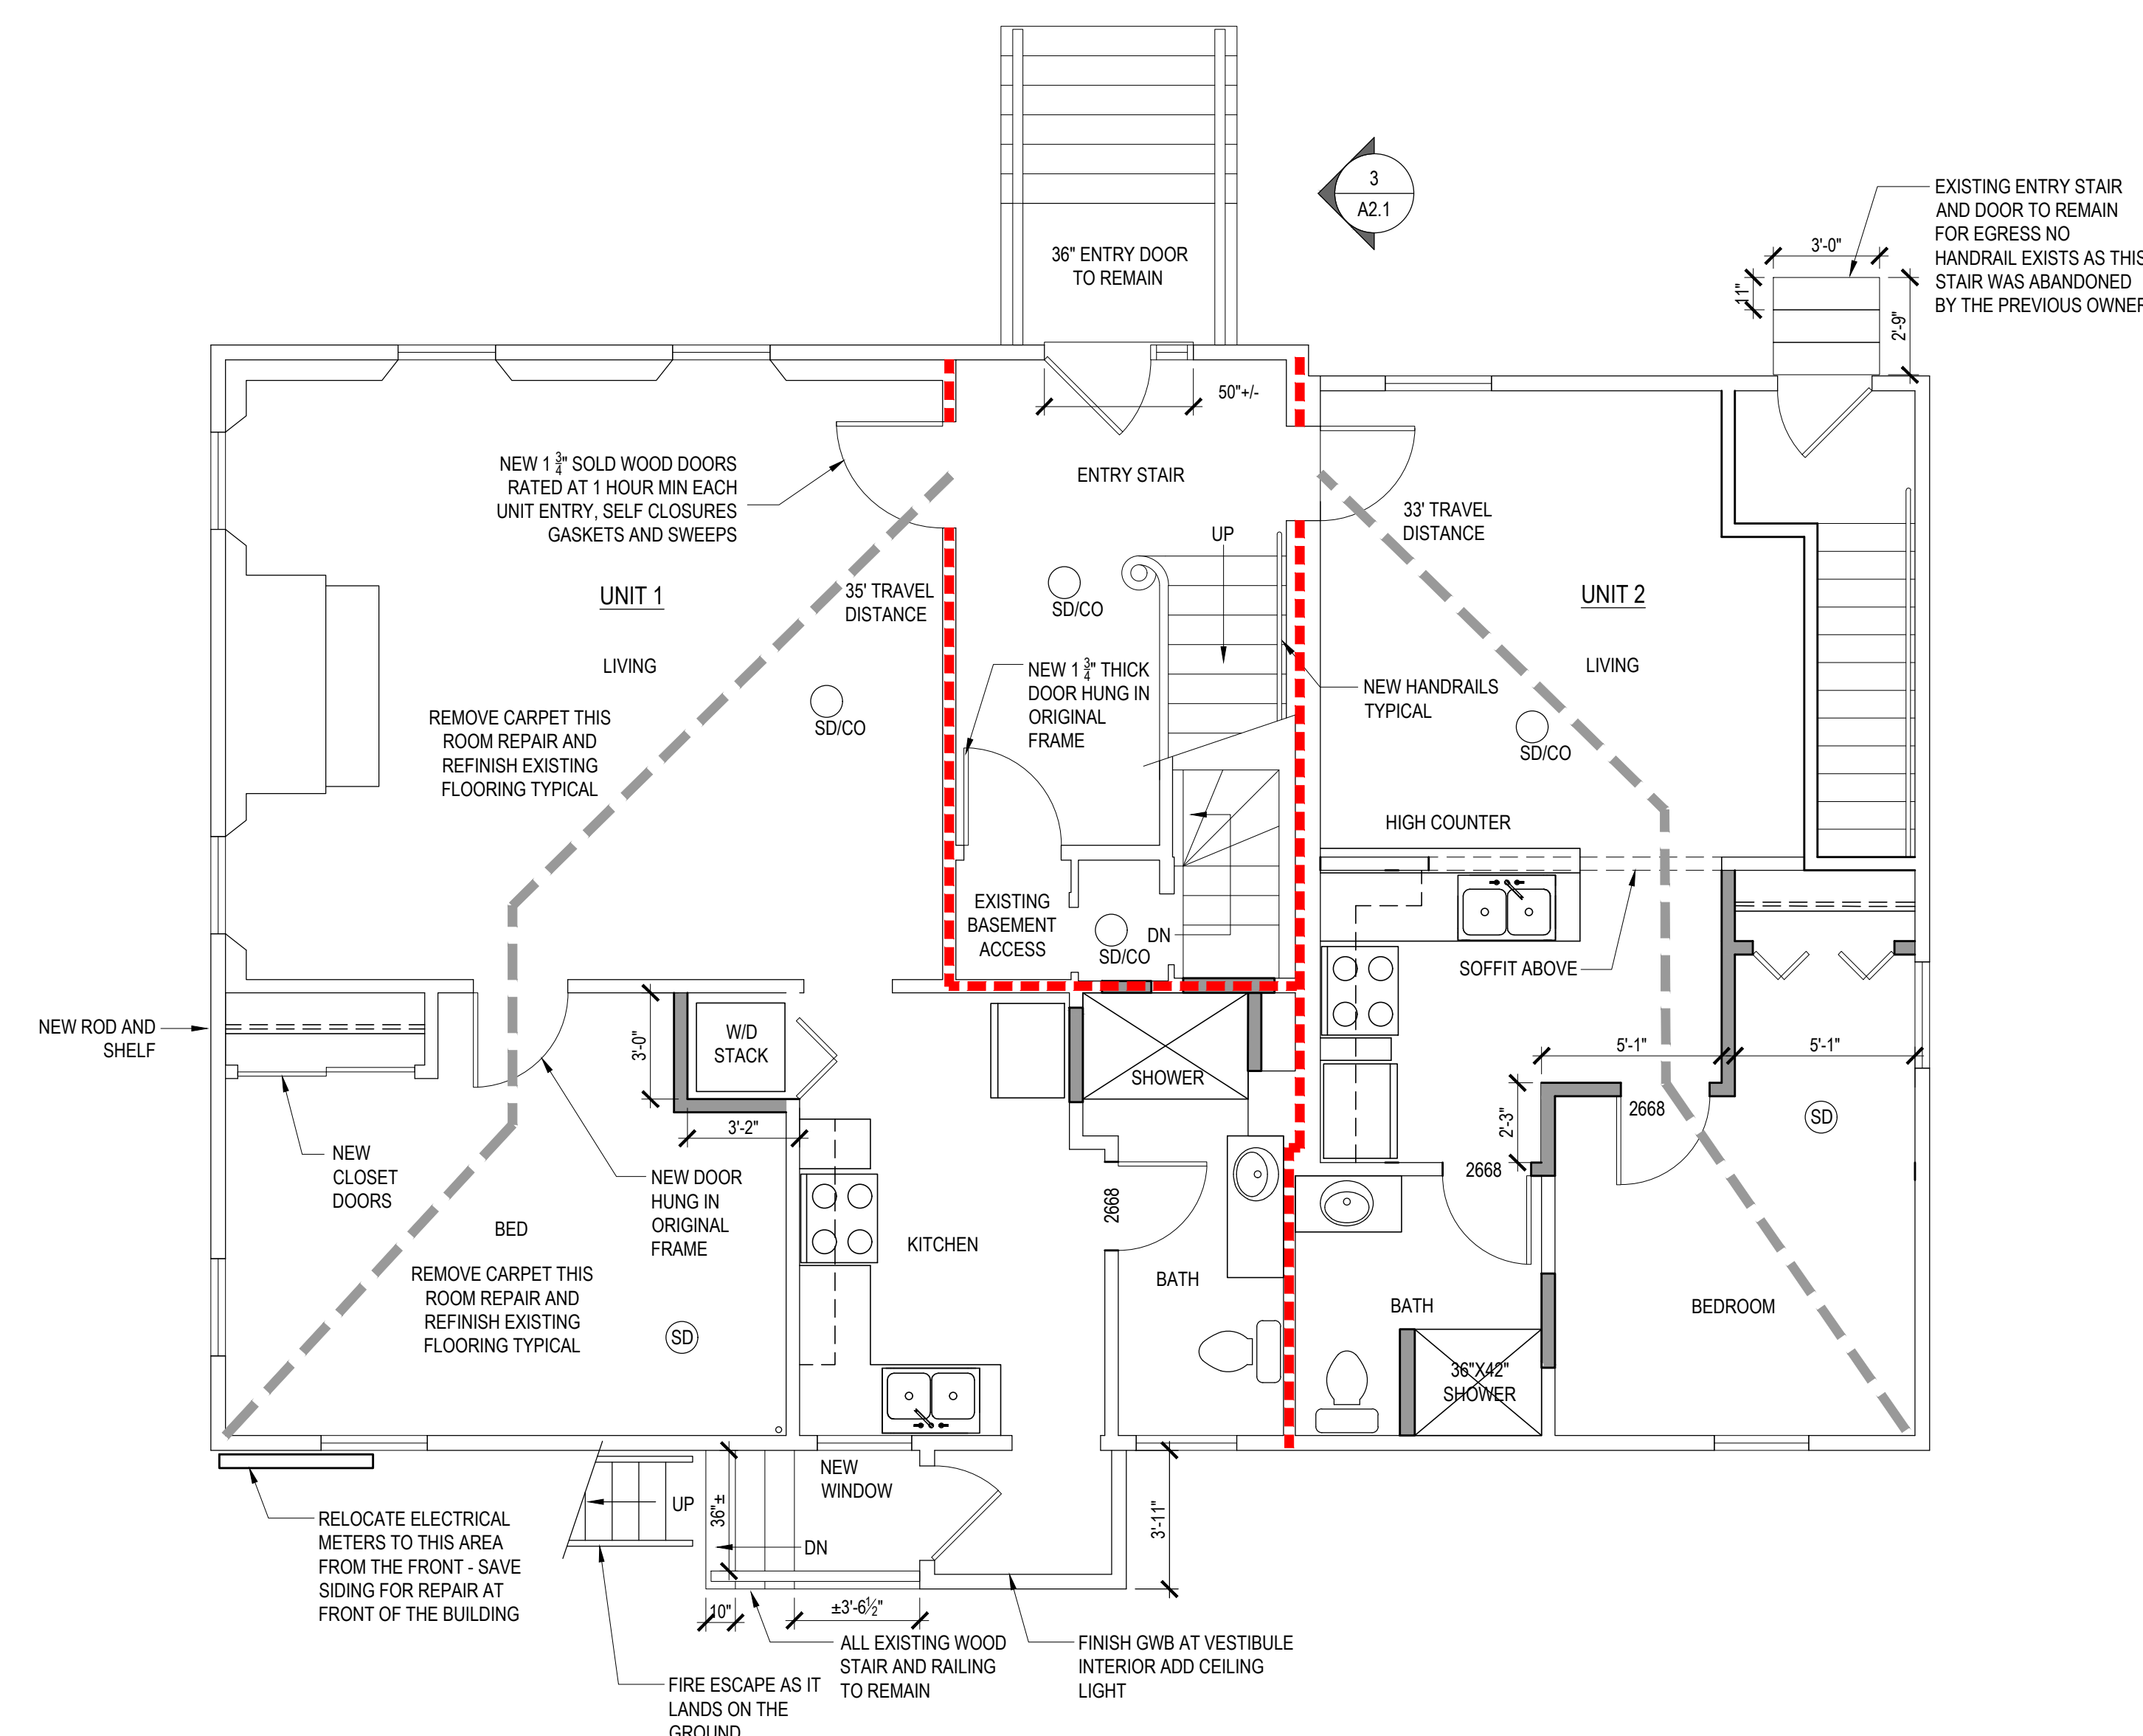 3
A2.1
36" ENTRY DOOR
TO REMAIN
EXISTING ENTRY STAIR
AND DOOR TO REMAIN
FOR EGRESS NO
HANDRAIL EXISTS AS THIS
STAIR WAS ABANDONED
BY THE PREVIOUS OWNER
3'-0"
11"
2'-9"
50"+/-
NEW 1 3/4" SOLD WOOD DOORS
RATED AT 1 HOUR MIN EACH
UNIT ENTRY, SELF CLOSURES
GASKETS AND SWEEPS
ENTRY STAIR
UP
33' TRAVEL
DISTANCE
UNIT 1
35' TRAVEL
DISTANCE
SD/CO
UNIT 2
LIVING
NEW 1 3/4" THICK
DOOR HUNG IN
ORIGINAL
FRAME
NEW HANDRAILS
TYPICAL
LIVING
REMOVE CARPET THIS
ROOM REPAIR AND
REFINISH EXISTING
FLOORING TYPICAL
SD/CO
SD/CO
HIGH COUNTER
EXISTING
BASEMENT
ACCESS
DN
SD/CO
SOFFIT ABOVE
NEW ROD AND
SHELF
3'-0"
W/D
STACK
SHOWER
5'-1"
5'-1"
3'-2"
2'-3"
2668
SD
NEW
CLOSET
DOORS
NEW DOOR
HUNG IN
ORIGINAL
FRAME
2668
2668
BED
KITCHEN
REMOVE CARPET THIS
ROOM REPAIR AND
REFINISH EXISTING
FLOORING TYPICAL
SD
BATH
BATH
BEDROOM
36"X42"
SHOWER
NEW
WINDOW
UP
36"±
DN
3'-11"
RELOCATE ELECTRICAL
METERS TO THIS AREA
FROM THE FRONT - SAVE
SIDING FOR REPAIR AT
FRONT OF THE BUILDING
10"
±3'-6½"
ALL EXISTING WOOD
STAIR AND RAILING
TO REMAIN
FINISH GWB AT VESTIBULE
INTERIOR ADD CEILING
LIGHT
FIRE ESCAPE AS IT
LANDS ON THE
GROUND